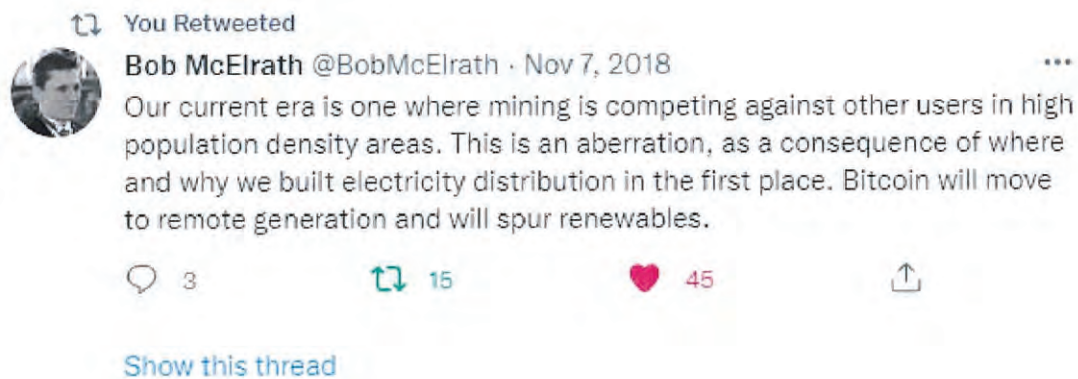 You Retweeted
Bob McElrath @BobMcElrath · Nov 7, 2018
Our current era is one where mining is competing against other users in high
population density areas. This is an aberration, as a consequence of where
and why we built electricity distribution in the first place. Bitcoin will move
to remote generation and will spur renewables.
3 15 45
Show this thread